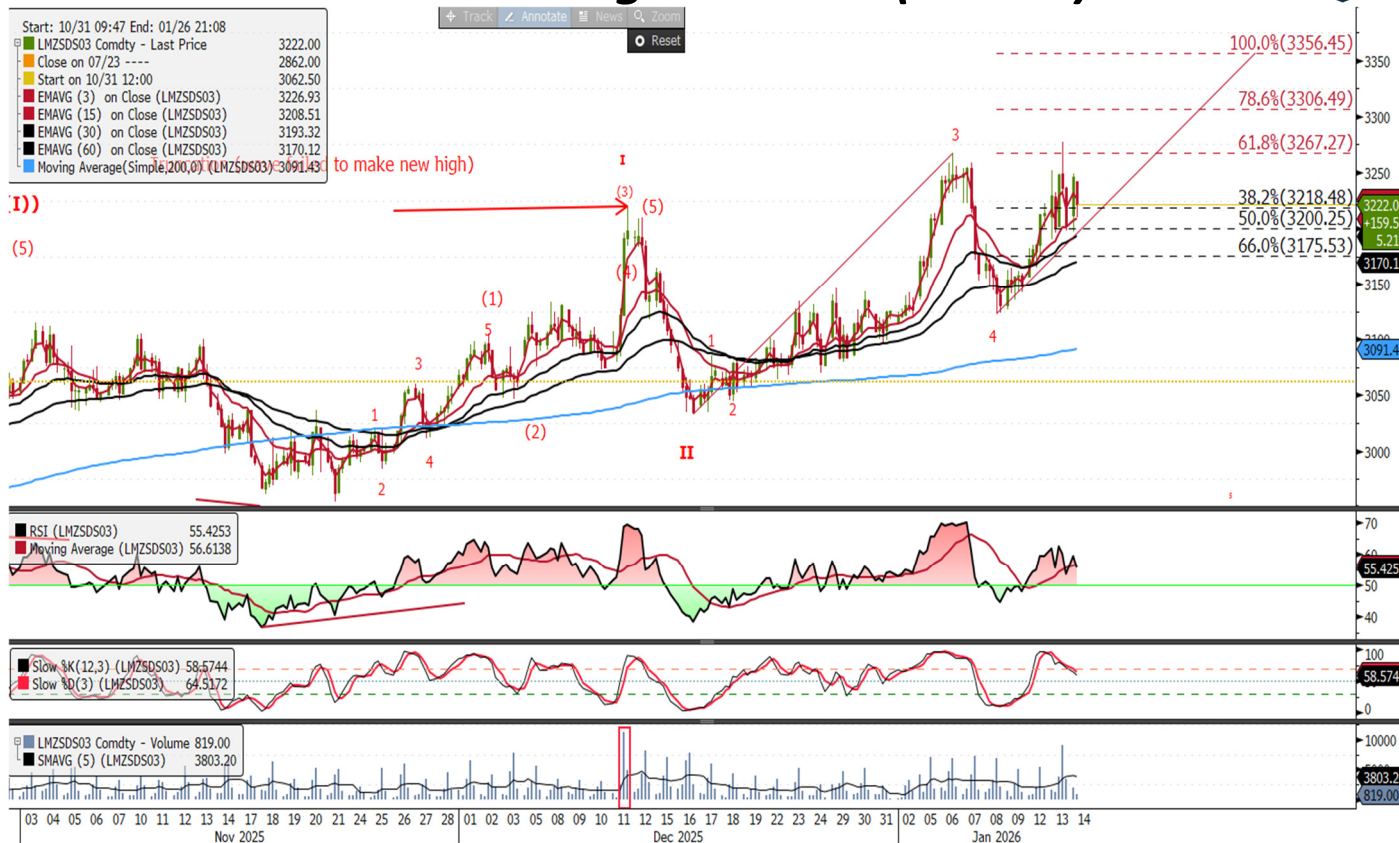 Track Annotate News Zoom
Reset
Start: 10/31 09:47 End: 01/26 21:08
LMZSDS03 Comdty - Last Price 3222.00
Close on 07/23 ---- 2862.00
Start on 10/31 12:00 3062.50
EMAVG (3) on Close (LMZSDS03) 3226.93
EMAVG (15) on Close (LMZSDS03) 3208.51
EMAVG (30) on Close (LMZSDS03) 3193.32
EMAVG (60) on Close (LMZSDS03) 3170.12
Moving Average(Simple,200,0) (LMZSDS03) 3091.43
failed to make new high)
I))
(5)
I
(3)
(5)
(4)
(1)
5
3
1
4
2
(2)
1
2
II
3
4
5
100.0%(3356.45)
78.6%(3306.49)
61.8%(3267.27)
38.2%(3218.48)
50.0%(3200.25)
66.0%(3175.53)
3350
3300
3250
3222.0
+159.5
5.21
3170.1
3150
3100
3091.4
3050
3000
RSI (LMZSDS03) 55.4253
Moving Average (LMZSDS03) 56.6138
70
60
55.425
50
40
Slow %K(12,3) (LMZSDS03) 58.5744
Slow %D(3) (LMZSDS03) 64.5172
100
58.574
0
LMZSDS03 Comdty - Volume 819.00
SMAVG (5) (LMZSDS03) 3803.20
10000
3803.2
819.00
03 04 05 06 07 10 11 12 13 14 17 18 19 20 21 24 25 26 27 28 01 02 03 05 08 09 10 11 12 15 16 17 18 19 22 23 24 29 30 31 02 05 06 07 08 09 12 13 14
Nov 2025 Dec 2025 Jan 2026